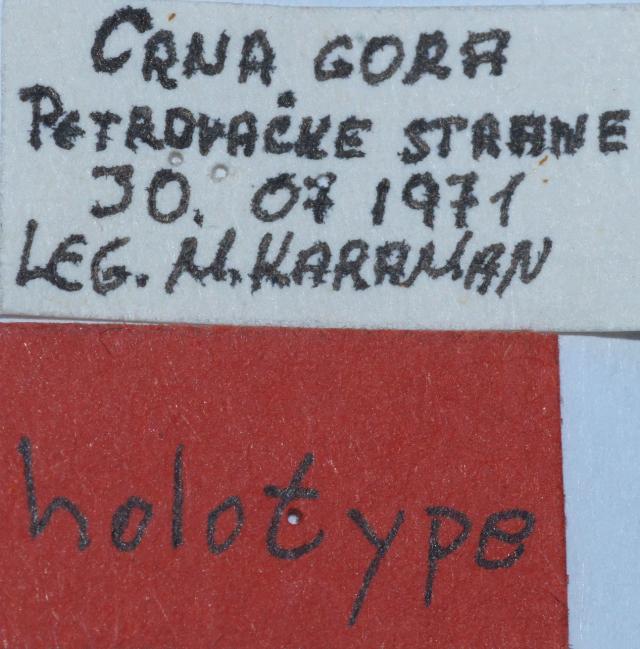 CRNA GORA
PETROVAČKE STRANE
30. 07 1971
LEG. M. KARAMAN
holotype